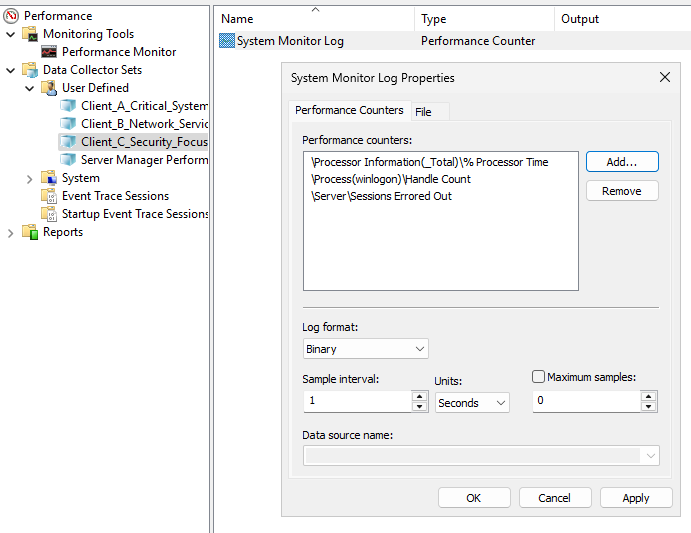 Performance
Monitoring Tools
Performance Monitor
Data Collector Sets
User Defined
Client_A_Critical_System
Client_B_Network_Servic
Client_C_Security_Focus
Server Manager Perform
System
Event Trace Sessions
Startup Event Trace Sessions
Reports
Name Type Output
System Monitor Log Performance Counter
System Monitor Log Properties
Performance Counters File
Performance counters:
\Processor Information(_Total)\% Processor Time
\Process(winlogon)\Handle Count
\Server\Sessions Errored Out
Add...
Remove
Log format:
Binary
Sample interval: Units: Maximum samples:
1 Seconds 0
Data source name:
OK Cancel Apply